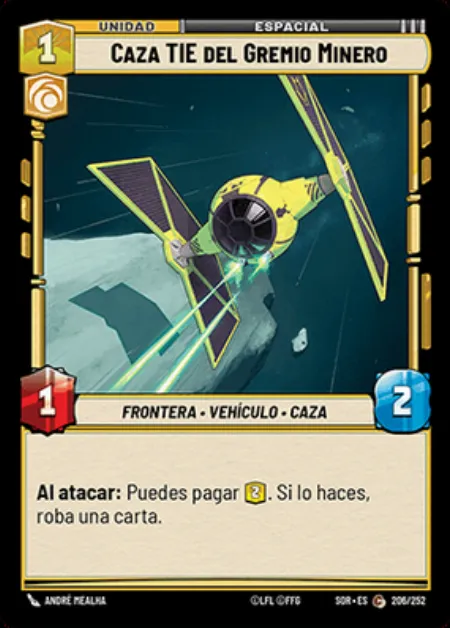 UNIDAD
ESPACIAL
1
CAZA TIE DEL GREMIO MINERO
1
2
FRONTERA • VEHÍCULO • CAZA
Al atacar: Puedes pagar 2. Si lo haces,
roba una carta.
ANDRÉ MEALHA ©LFL ©FFG SOR • ES C 206/252